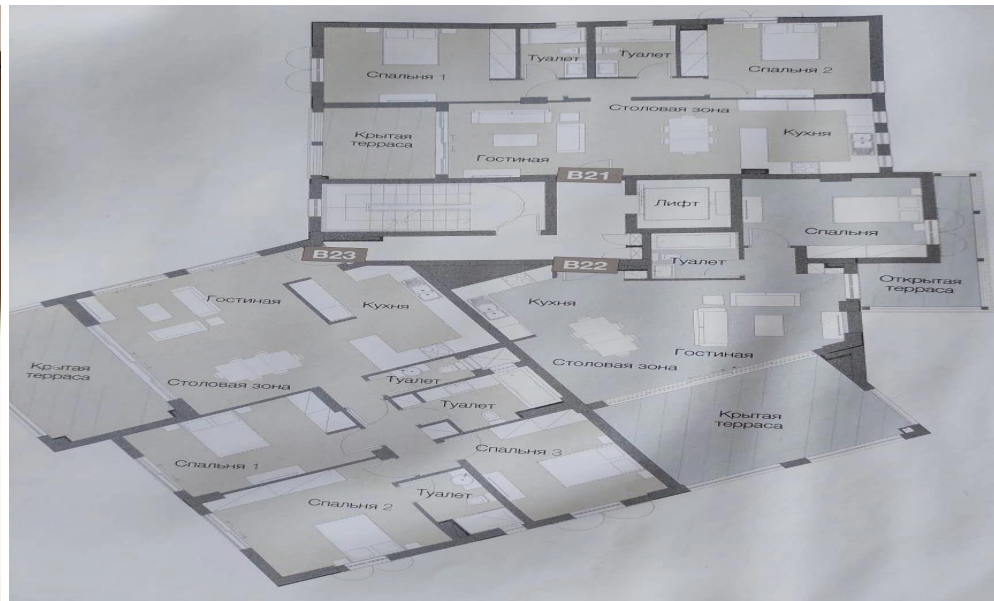 Спальня 1
Туалет
Туалет
Спальня 2
Столовая зона
Крытая
терраса
Гостиная
Кухня
B21
Лифт
Спальня
B23
B22
Туалет
Открытая
терраса
Гостиная
Кухня
Кухня
Гостиная
Столовая зона
Крытая
терраса
Столовая зона
Туалет
Туалет
Крытая
терраса
Спальня 1
Спальня 3
Спальня 2
Туалет